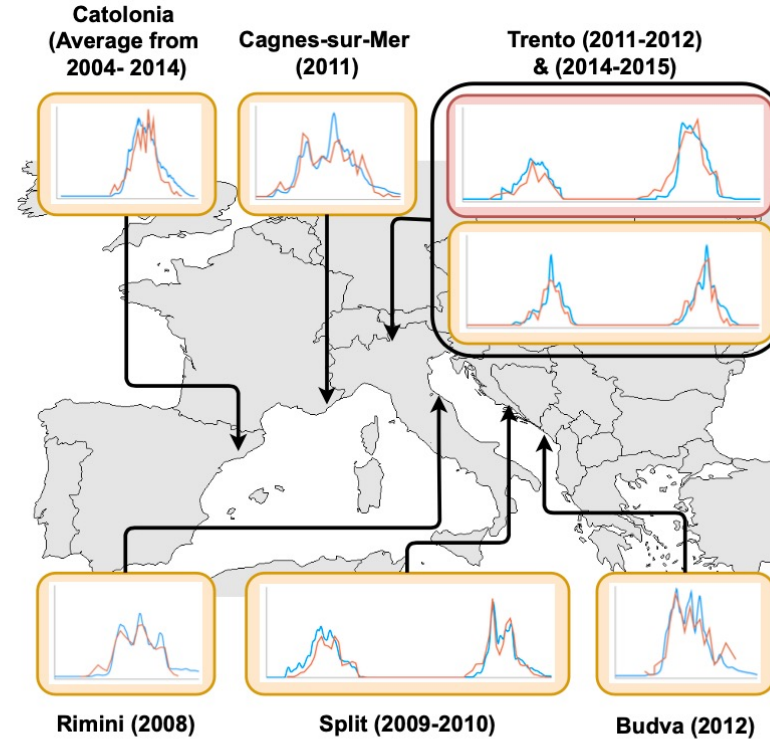 Catolonia
(Average from
2004- 2014)
Cagnes-sur-Mer
(2011)
Trento (2011-2012)
& (2014-2015)
Rimini (2008)
Split (2009-2010)
Budva (2012)